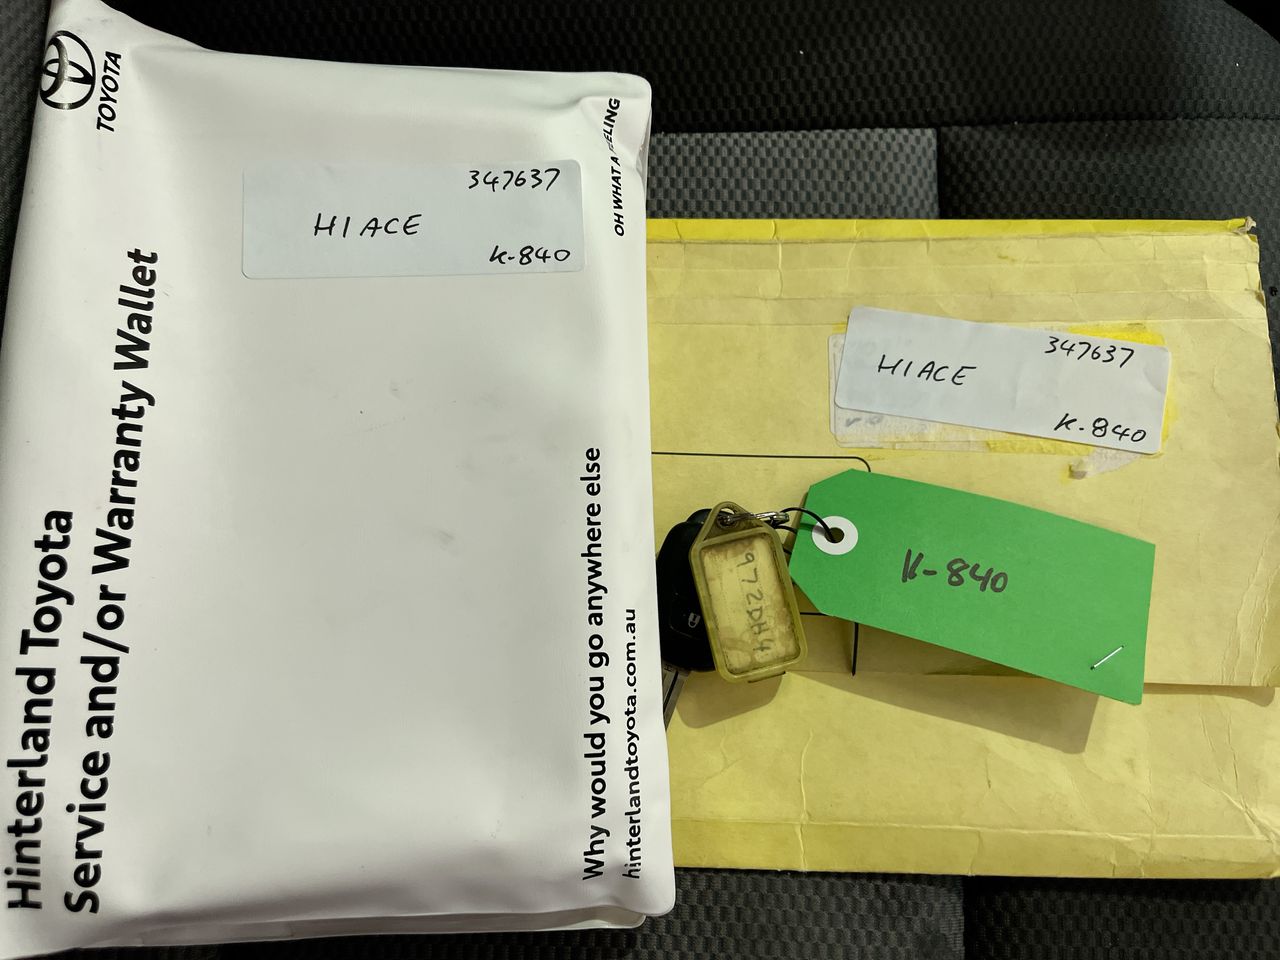 TOYOTA
Hinterland Toyota
Service and/or Warranty Wallet
347637
HIACE
K-840
OH WHAT A FEELING
Why would you go anywhere else
hinterlandtoyota.com.au
347637
HIACE
K-840
K-840
972DH4